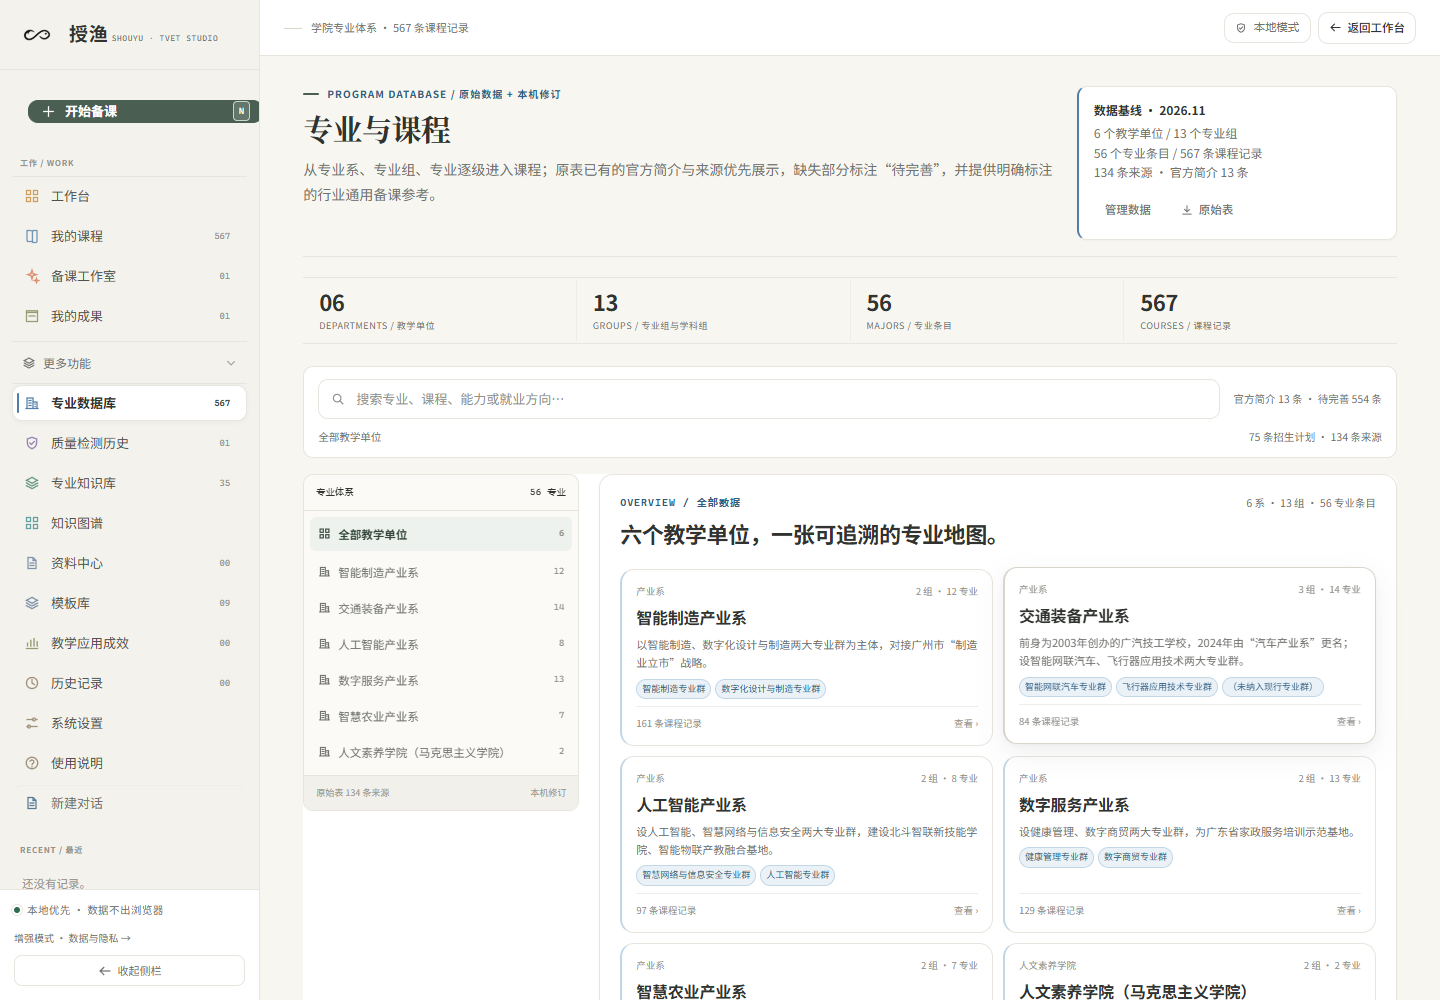 授渔 SHOUYU · TVET STUDIO
开始备课 N
工作 / WORK
工作台
我的课程 567
备课工作室 01
我的成果 01
更多功能
专业数据库 567
质量检测历史 01
专业知识库 35
知识图谱
资料中心 00
模板库 09
教学应用成效 00
历史记录 00
系统设置
使用说明
新建对话
RECENT / 最近
还没有记录。
本地优先 · 数据不出浏览器
增强模式 · 数据与隐私 →
← 收起侧栏
学院专业体系 · 567 条课程记录
本地模式
← 返回工作台
PROGRAM DATABASE / 原始数据 + 本机修订
专业与课程
从专业系、专业组、专业逐级进入课程；原表已有的官方简介与来源优先展示，缺失部分标注“待完善”，并提供明确标注
的行业通用备课参考。
数据基线 · 2026.11
6 个教学单位 / 13 个专业组
56 个专业条目 / 567 条课程记录
134 条来源 · 官方简介 13 条
管理数据 原始表
06
DEPARTMENTS / 教学单位
13
GROUPS / 专业组与学科组
56
MAJORS / 专业条目
567
COURSES / 课程记录
搜索专业、课程、能力或就业方向…
官方简介 13 条 · 待完善 554 条
全部教学单位
75 条招生计划 · 134 条来源
专业体系 56 专业
全部教学单位 6
智能制造产业系 12
交通装备产业系 14
人工智能产业系 8
数字服务产业系 13
智慧农业产业系 7
人文素养学院（马克思主义学院） 2
原始表 134 条来源 本机修订
OVERVIEW / 全部数据
6 系 · 13 组 · 56 专业条目
六个教学单位，一张可追溯的专业地图。
产业系 2 组 · 12 专业
智能制造产业系
以智能制造、数字化设计与制造两大专业群为主体，对接广州市“制造
业立市”战略。
智能制造专业群 数字化设计与制造专业群
161 条课程记录 查看 ›
产业系 3 组 · 14 专业
交通装备产业系
前身为2003年创办的广汽技工学校，2024年由“汽车产业系”更名；
设智能网联汽车、飞行器应用技术两大专业群。
智能网联汽车专业群 飞行器应用技术专业群 （未纳入现行专业群）
84 条课程记录 查看 ›
产业系 2 组 · 8 专业
人工智能产业系
设人工智能、智慧网络与信息安全两大专业群，建设北斗智联新技能学
院、智能物联产教融合基地。
智慧网络与信息安全专业群 人工智能专业群
97 条课程记录 查看 ›
产业系 2 组 · 13 专业
数字服务产业系
设健康管理、数字商贸两大专业群，为广东省家政服务培训示范基地。
健康管理专业群 数字商贸专业群
129 条课程记录 查看 ›
产业系 2 组 · 7 专业
智慧农业产业系
人文素养学院 2 组 · 2 专业
人文素养学院（马克思主义学院）